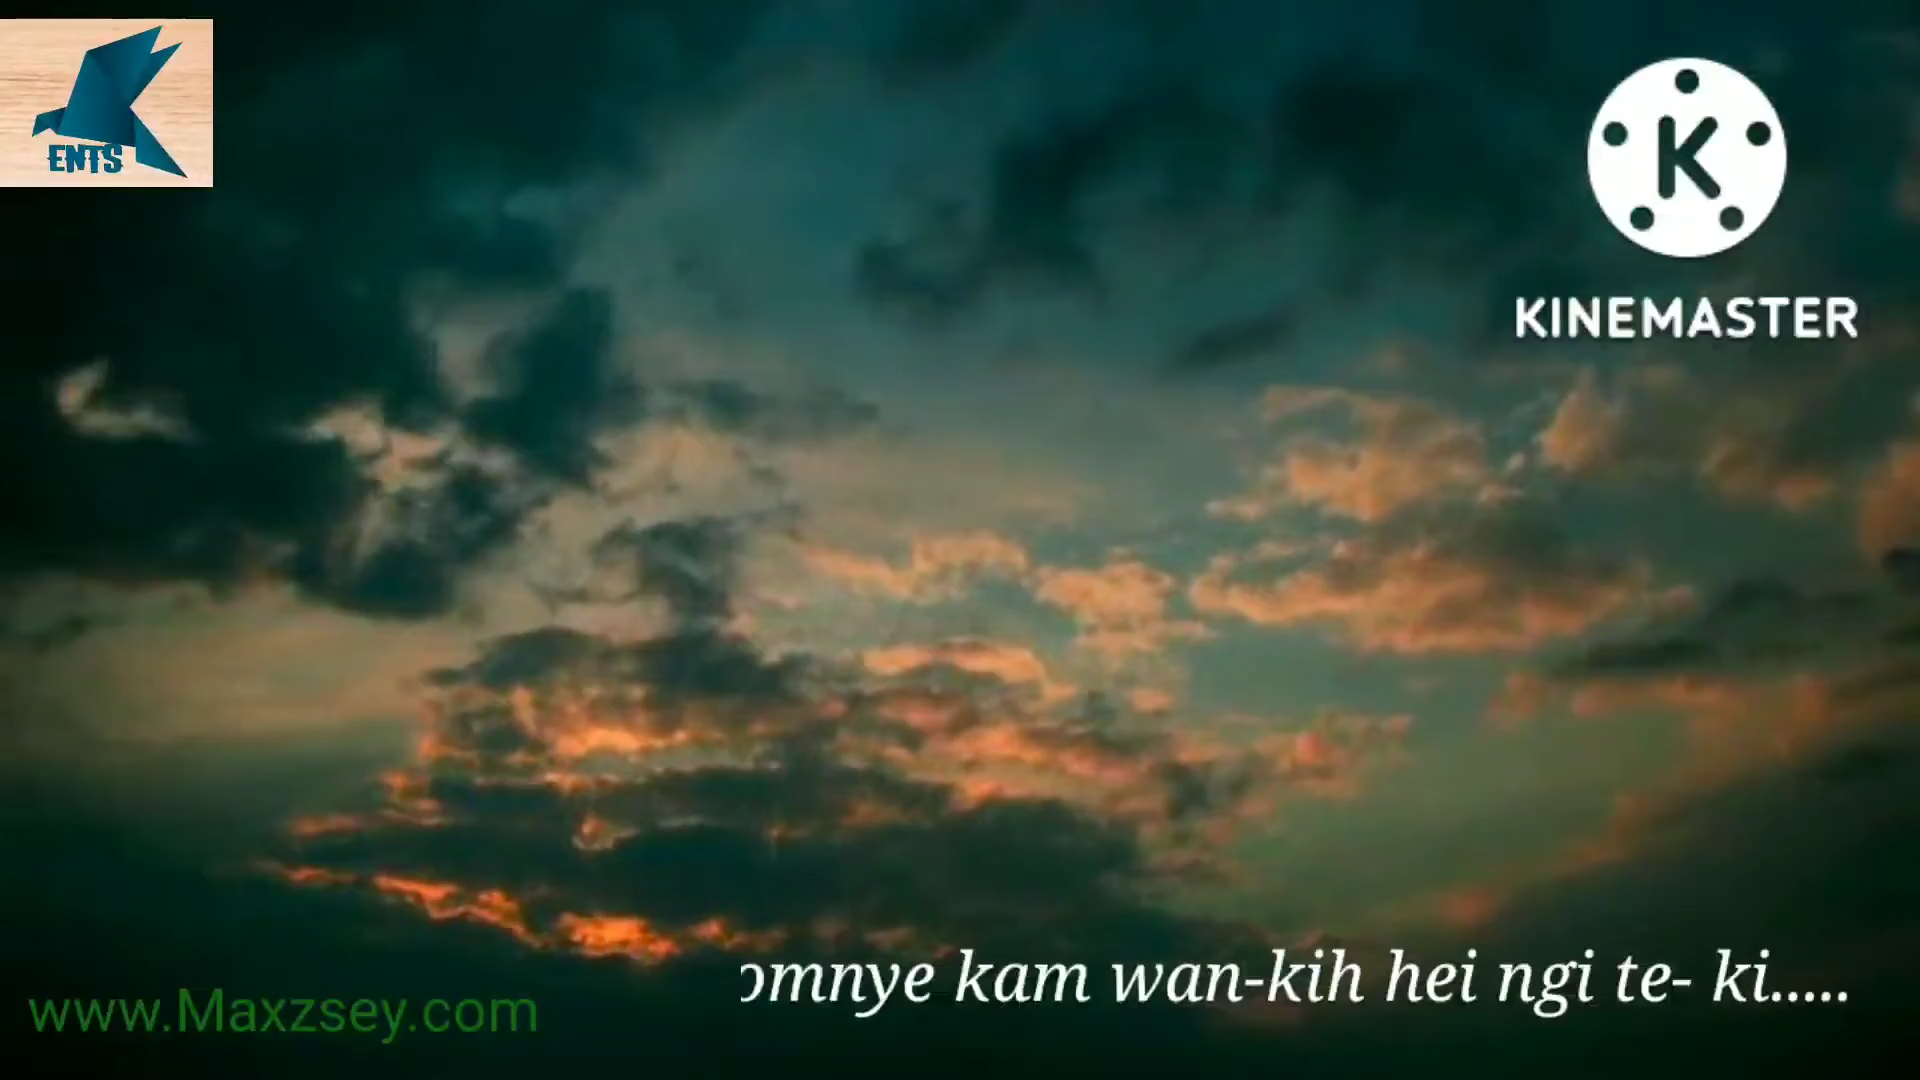 ENTS
K
KINEMASTER
kam wan-kih hei ngi te- ki.....
www.Maxzsey.com